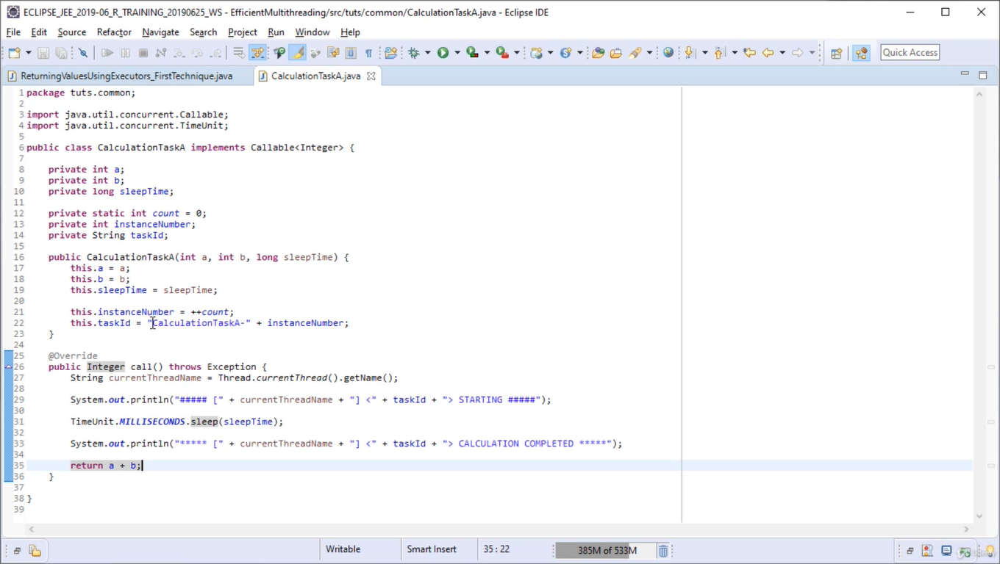 ECLIPSE_JEE_2019-06_R_TRAINING_20190625_WS - EfficientMultithreading/src/tuts/common/CalculationTaskA.java - Eclipse IDE
File Edit Source Refactor Navigate Search Project Run Window Help
Quick Access
ReturningValuesUsingExecutors_FirstTechnique.java CalculationTaskA.java
1 package tuts.common;
2
3 import java.util.concurrent.Callable;
4 import java.util.concurrent.TimeUnit;
5
6 public class CalculationTaskA implements Callable<Integer> {
7
8 private int a;
9 private int b;
10 private long sleepTime;
11
12 private static int count = 0;
13 private int instanceNumber;
14 private String taskId;
15
16 public CalculationTaskA(int a, int b, long sleepTime) {
17 this.a = a;
18 this.b = b;
19 this.sleepTime = sleepTime;
20
21 this.instanceNumber = ++count;
22 this.taskId = "CalculationTaskA-" + instanceNumber;
23 }
24
25 @Override
26 public Integer call() throws Exception {
27 String currentThreadName = Thread.currentThread().getName();
28
29 System.out.println("##### [" + currentThreadName + "] <" + taskId + "> STARTING #####");
30
31 TimeUnit.MILLISECONDS.sleep(sleepTime);
32
33 System.out.println("***** [" + currentThreadName + "] <" + taskId + "> CALCULATION COMPLETED *****");
34
35 return a + b;
36 }
37
38 }
39
Writable Smart Insert 35 : 22 385M of 533M